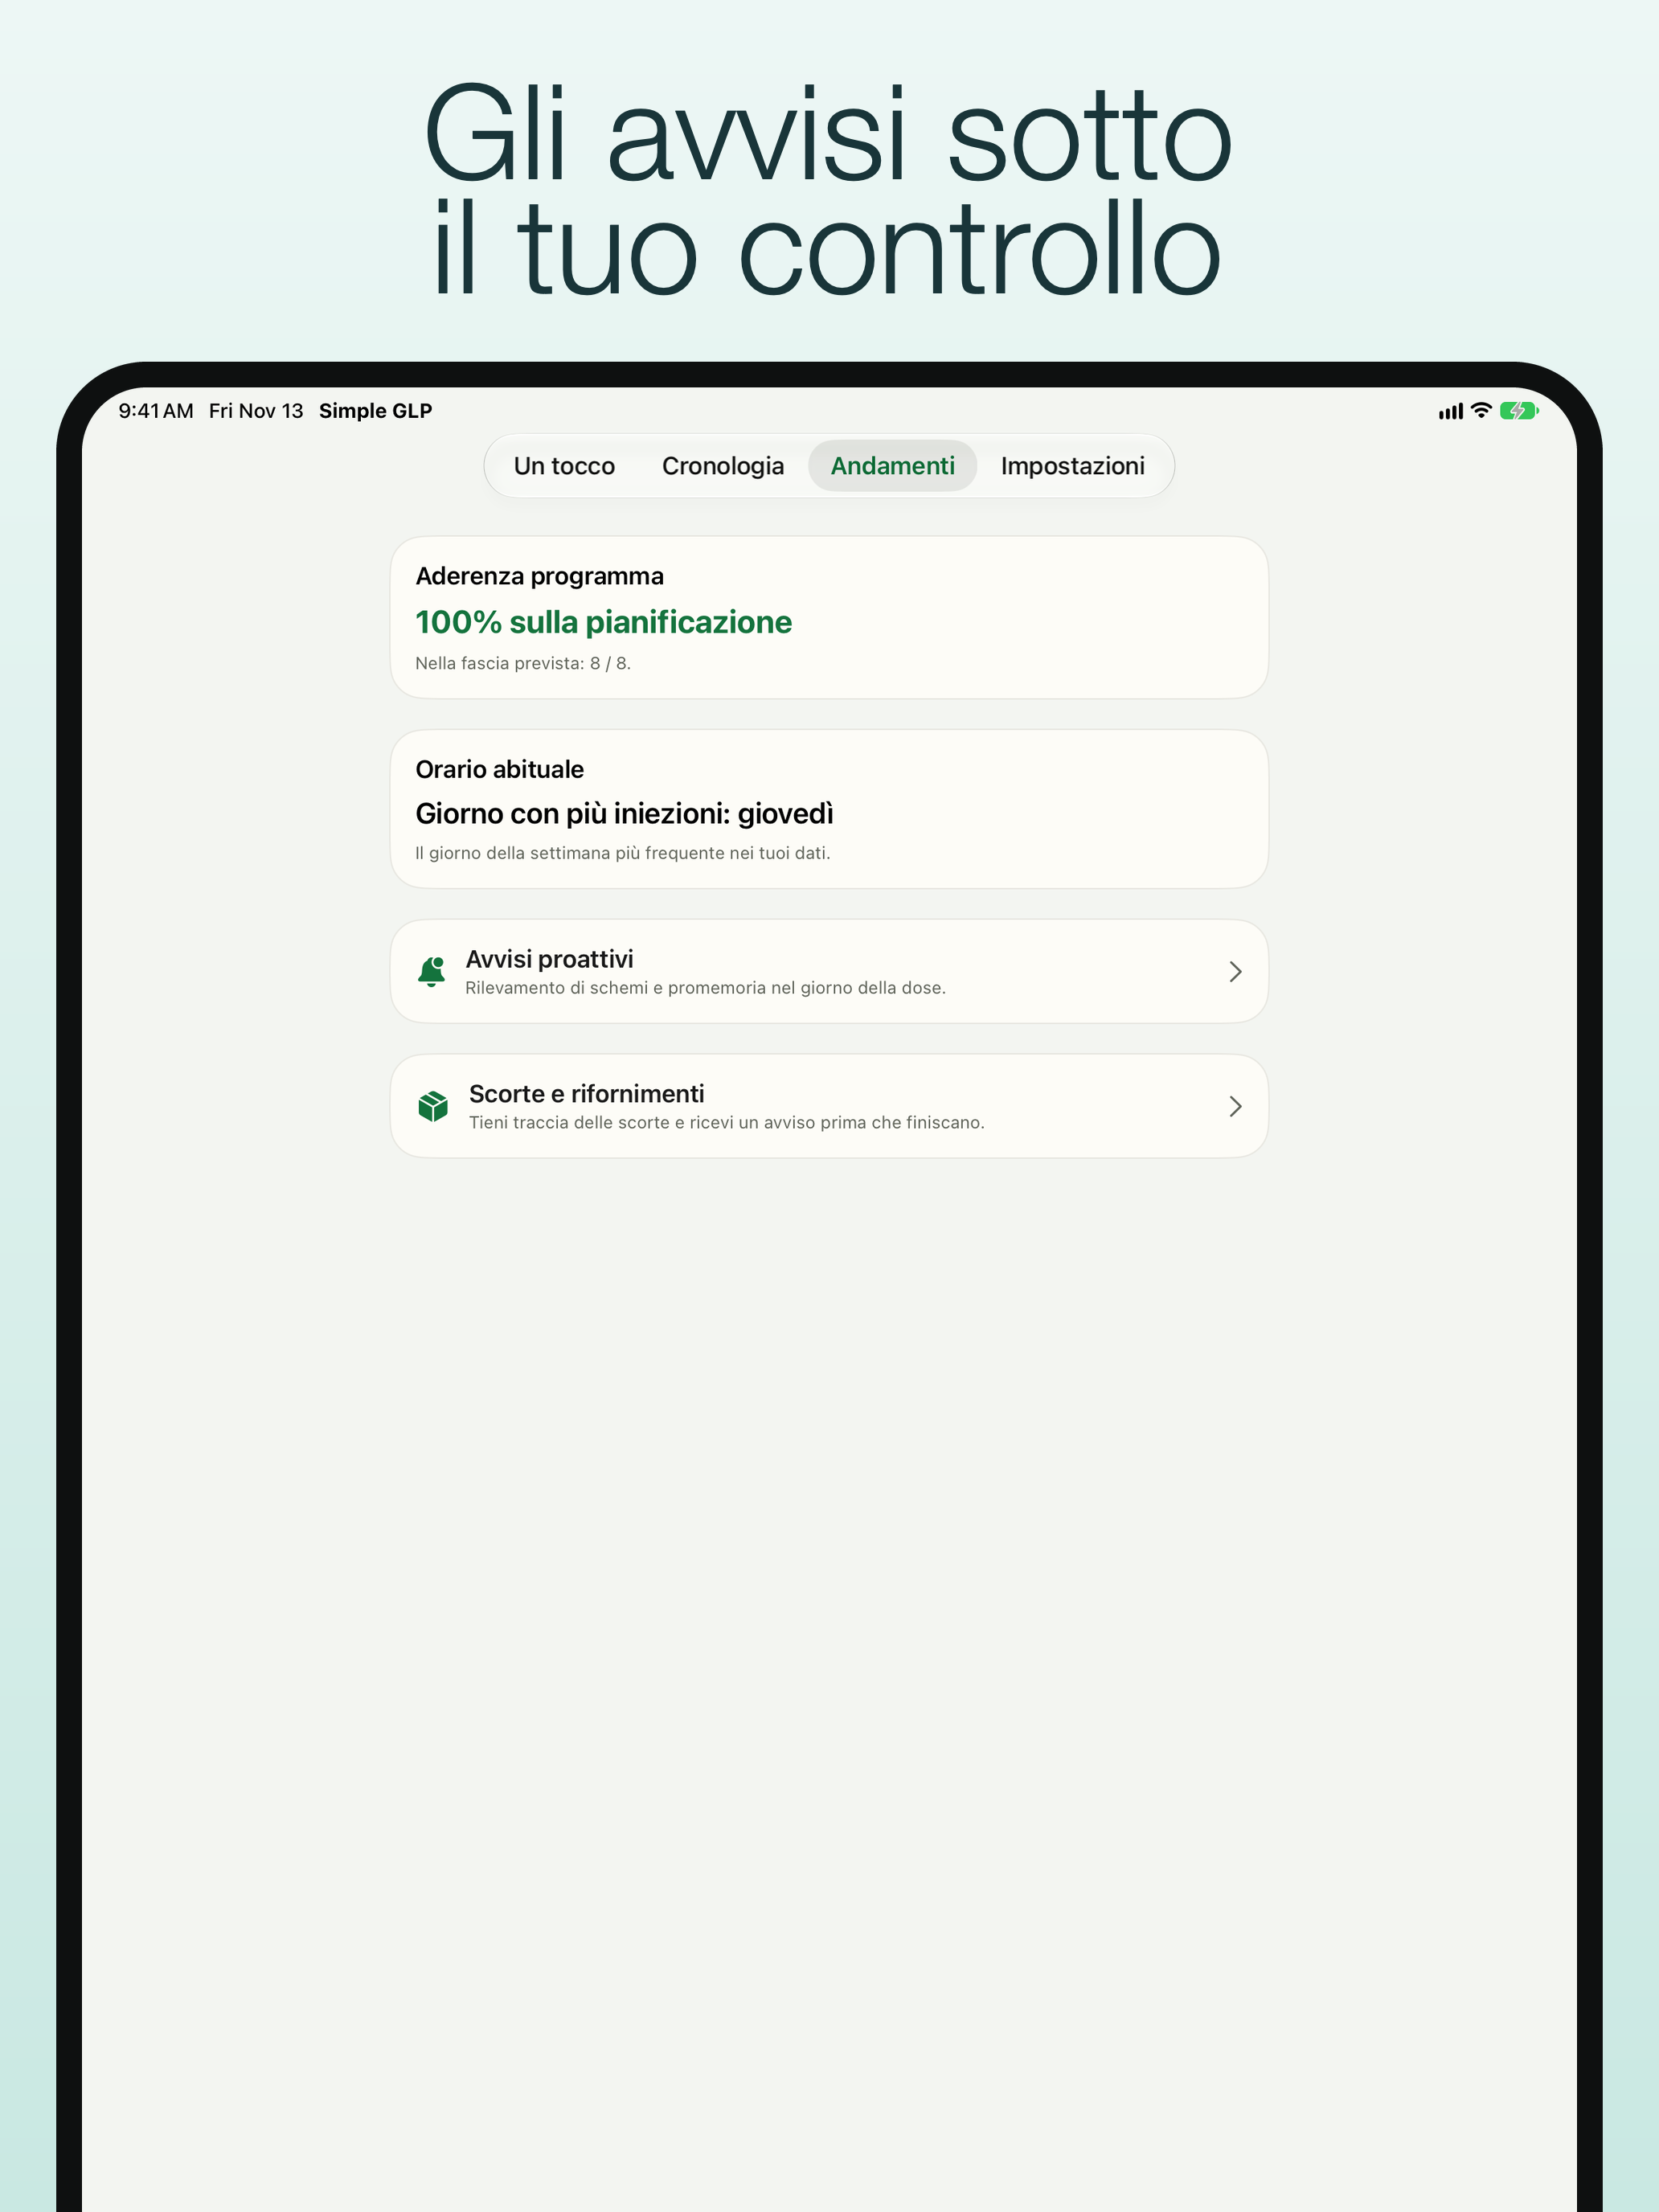 Gli avvisi sotto
il tuo controllo
9:41 AM Fri Nov 13 Simple GLP
Un tocco Cronologia Andamenti Impostazioni
Aderenza programma
100% sulla pianificazione
Nella fascia prevista: 8 / 8.
Orario abituale
Giorno con più iniezioni: giovedì
Il giorno della settimana più frequente nei tuoi dati.
Avvisi proattivi
Rilevamento di schemi e promemoria nel giorno della dose.
Scorte e rifornimenti
Tieni traccia delle scorte e ricevi un avviso prima che finiscano.